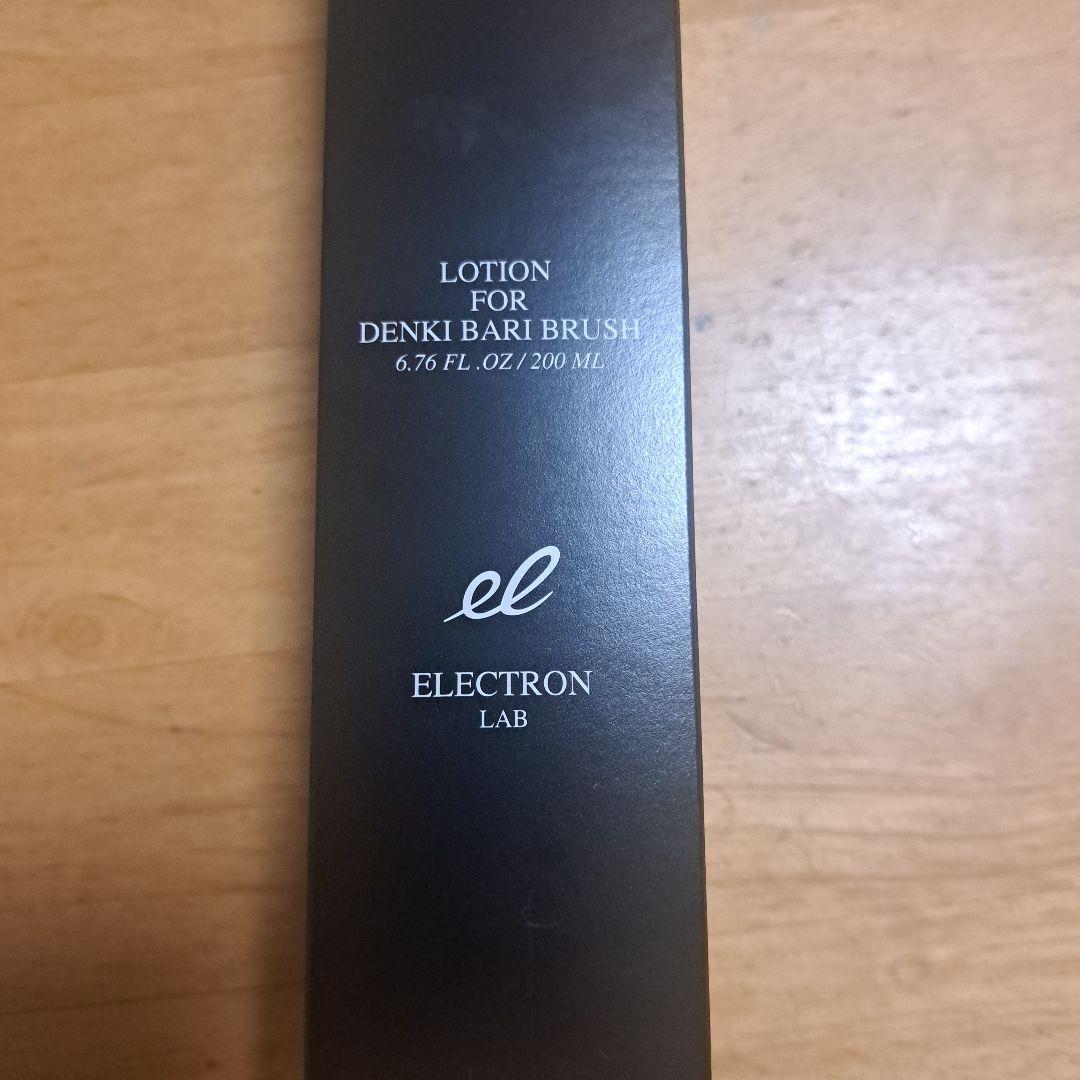 LOTION
FOR
DENKI BARI BRUSH
6.76 FL .OZ / 200 ML
el
ELECTRON
LAB